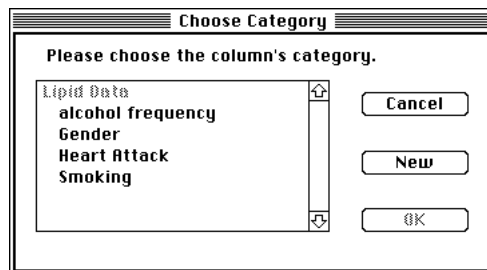 Choose Category
Please choose the column's category.
Lipid Data
alcohol frequency
Gender
Heart Attack
Smoking
Cancel
New
OK